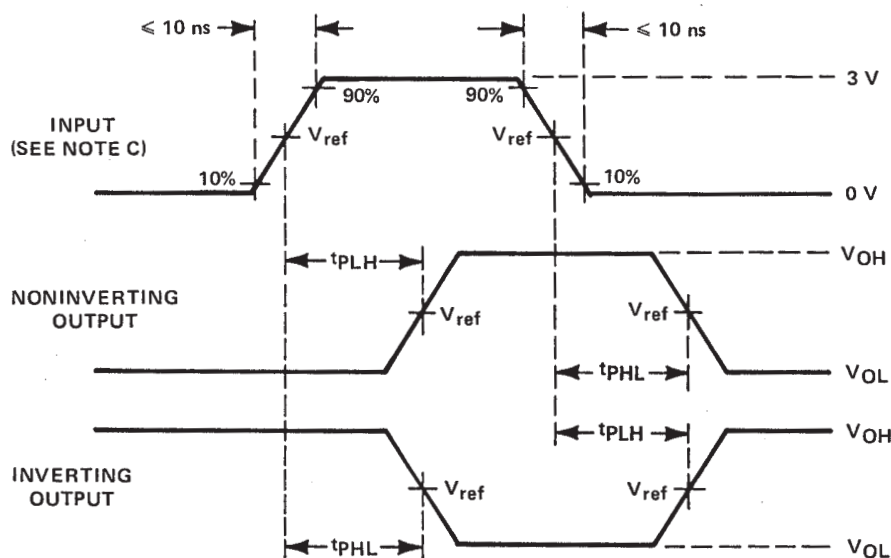 ⩽ 10 ns
⩽ 10 ns
3 V
90%
90%
INPUT
(SEE NOTE C)
Vref
Vref
10%
10%
0 V
tPLH
VOH
NONINVERTING
OUTPUT
Vref
Vref
tPHL
VOL
tPLH
VOH
INVERTING
OUTPUT
Vref
Vref
tPHL
VOL